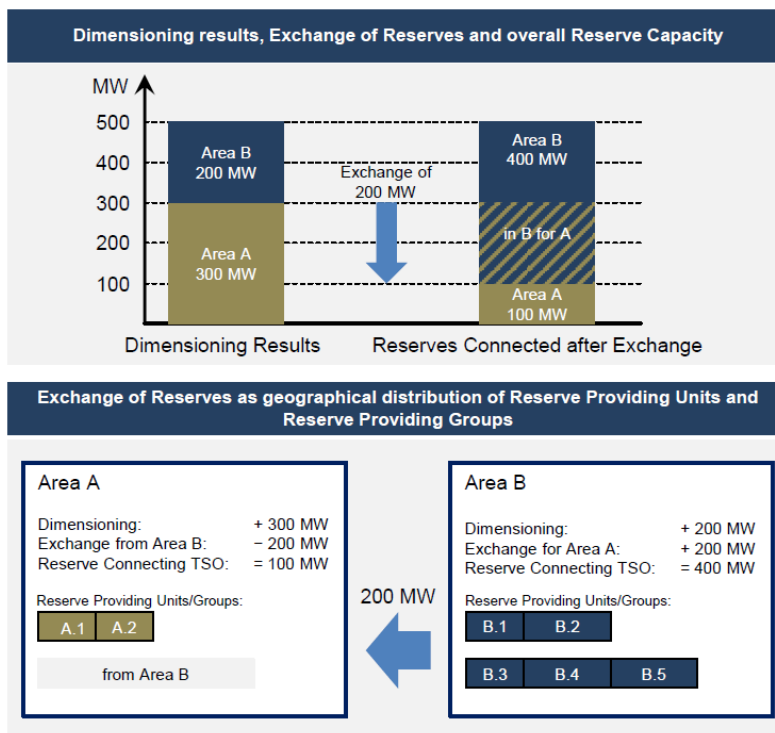 Dimensioning results, Exchange of Reserves and overall Reserve Capacity
MW
500
400
300
200
100
Area B
200 MW
Area A
300 MW
Exchange of
200 MW
Area B
400 MW
in B for A
Area A
100 MW
Dimensioning Results
Reserves Connected after Exchange
Exchange of Reserves as geographical distribution of Reserve Providing Units and
Reserve Providing Groups
Area A
Dimensioning: + 300 MW
Exchange from Area B: − 200 MW
Reserve Connecting TSO: = 100 MW
Reserve Providing Units/Groups:
A.1 A.2
from Area B
200 MW
Area B
Dimensioning: + 200 MW
Exchange for Area A: + 200 MW
Reserve Connecting TSO: = 400 MW
Reserve Providing Units/Groups:
B.1 B.2
B.3 B.4 B.5